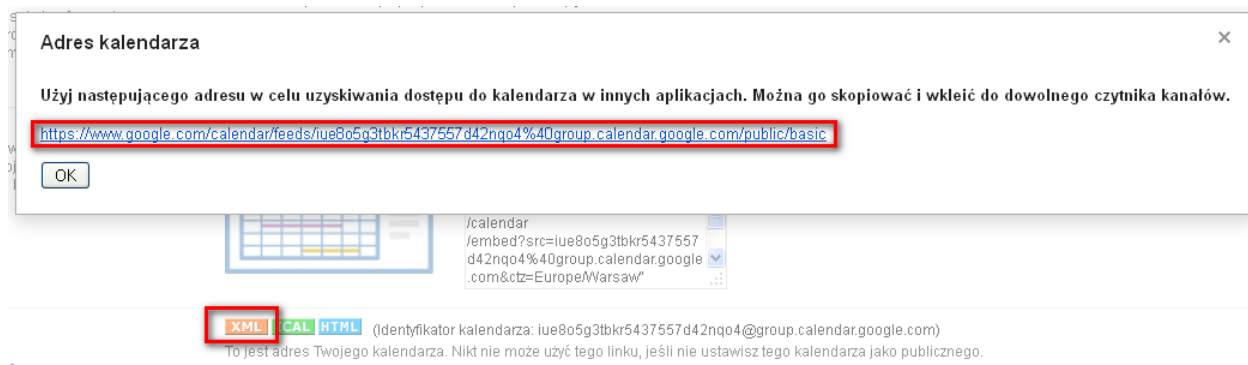 Adres kalendarza
Użyj następującego adresu w celu uzyskiwania dostępu do kalendarza w innych aplikacjach. Można go skopiować i wkleić do dowolnego czytnika kanałów.
https://www.google.com/calendar/feeds/iue8o5g3tbkr5437557d42nqo4%40group.calendar.google.com/public/basic
OK
/calendar
/embed?src=iue8o5g3tbkr5437557
d42nqo4%40group.calendar.google
.com&ctz=Europe/Warsaw"
XML ICAL HTML (Identyfikator kalendarza: iue8o5g3tbkr5437557d42nqo4@group.calendar.google.com)
To jest adres Twojego kalendarza. Nikt nie może użyć tego linku, jeśli nie ustawisz tego kalendarza jako publicznego.